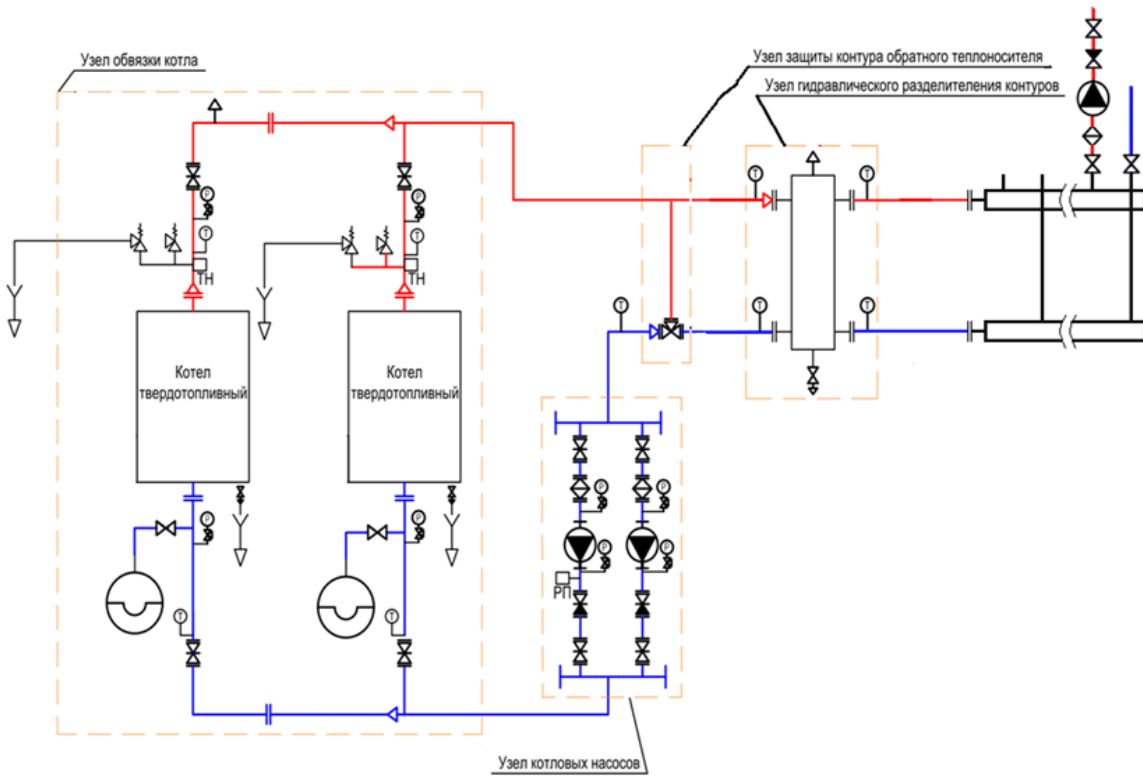 Узел обвязки котла
Узел защиты контура обратного теплоносителя
Узел гидравлического разделителения контуров
T
T
P
P
T
T
ТН
ТН
T
T
T
Котел
твердотопливный
Котел
твердотопливный
P
P
P
P
P
P
РП
T
T
Узел котловых насосов